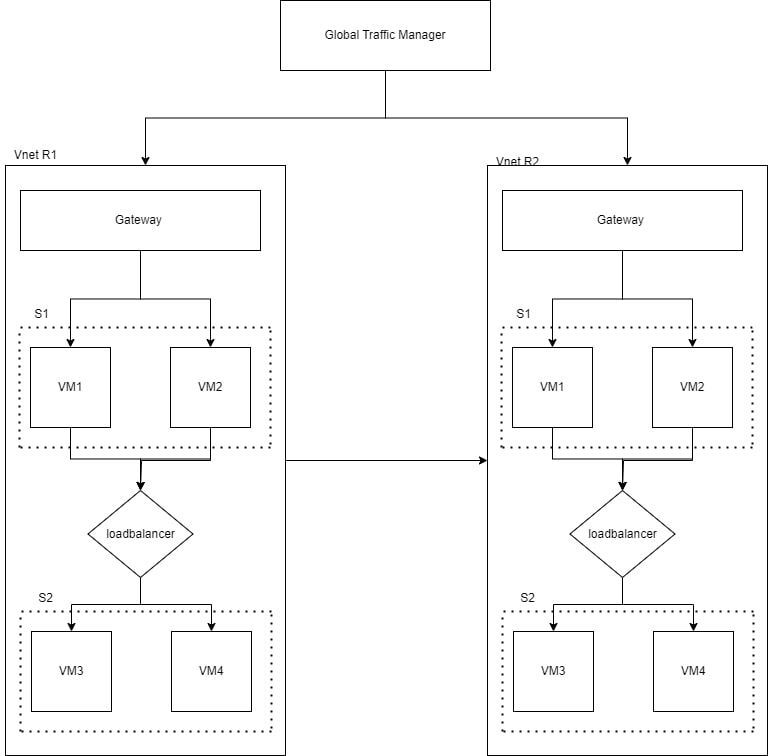 Global Traffic Manager
Vnet R1
Gateway
S1
VM1
VM2
loadbalancer
S2
VM3
VM4
Vnet R2
Gateway
S1
VM1
VM2
loadbalancer
S2
VM3
VM4